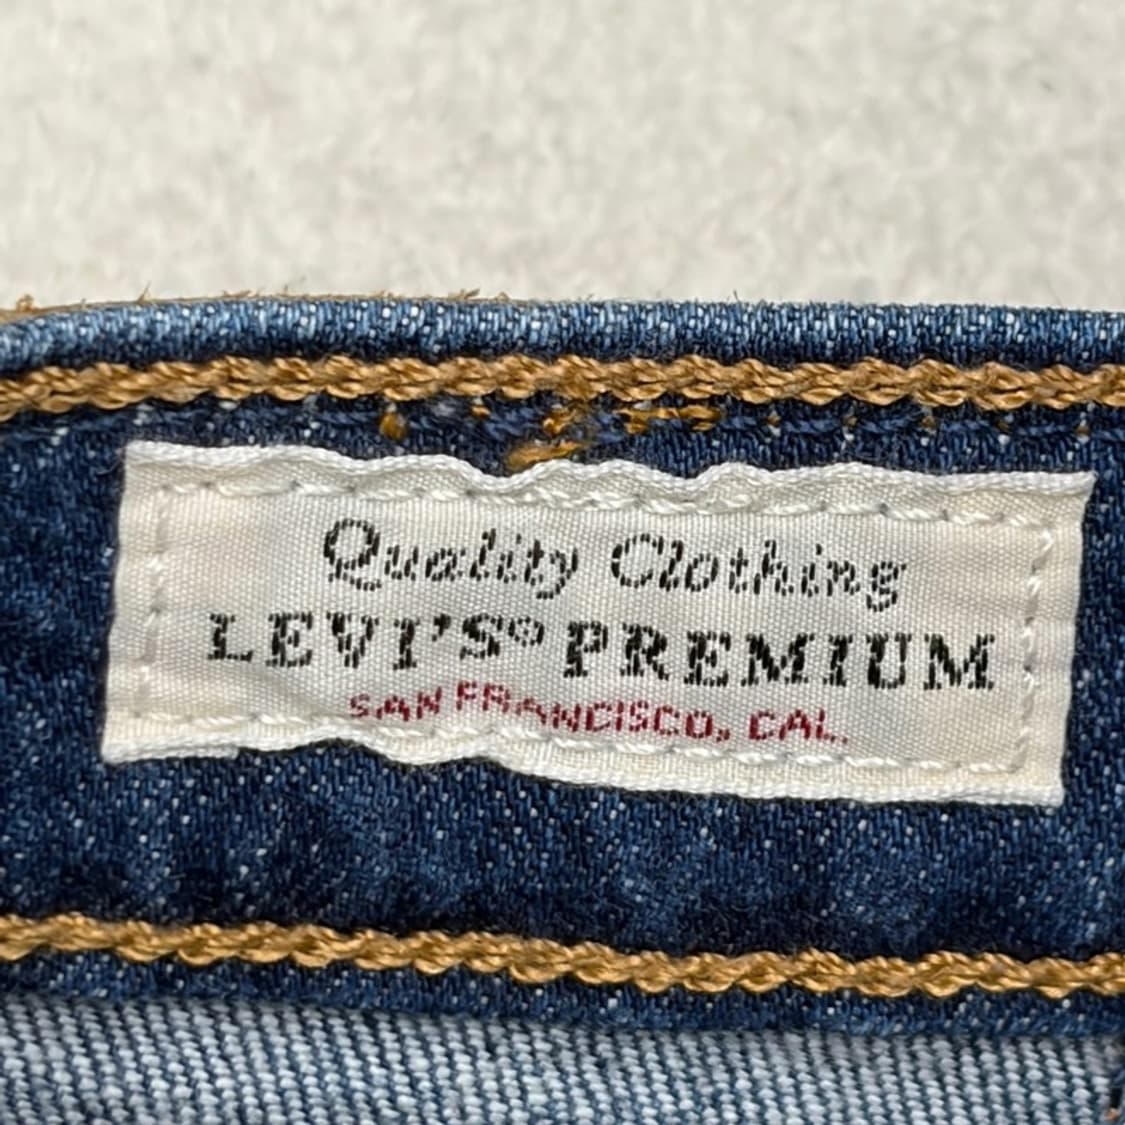 Quality Clothing
LEVI'S® PREMIUM
SAN FRANCISCO, CAL.